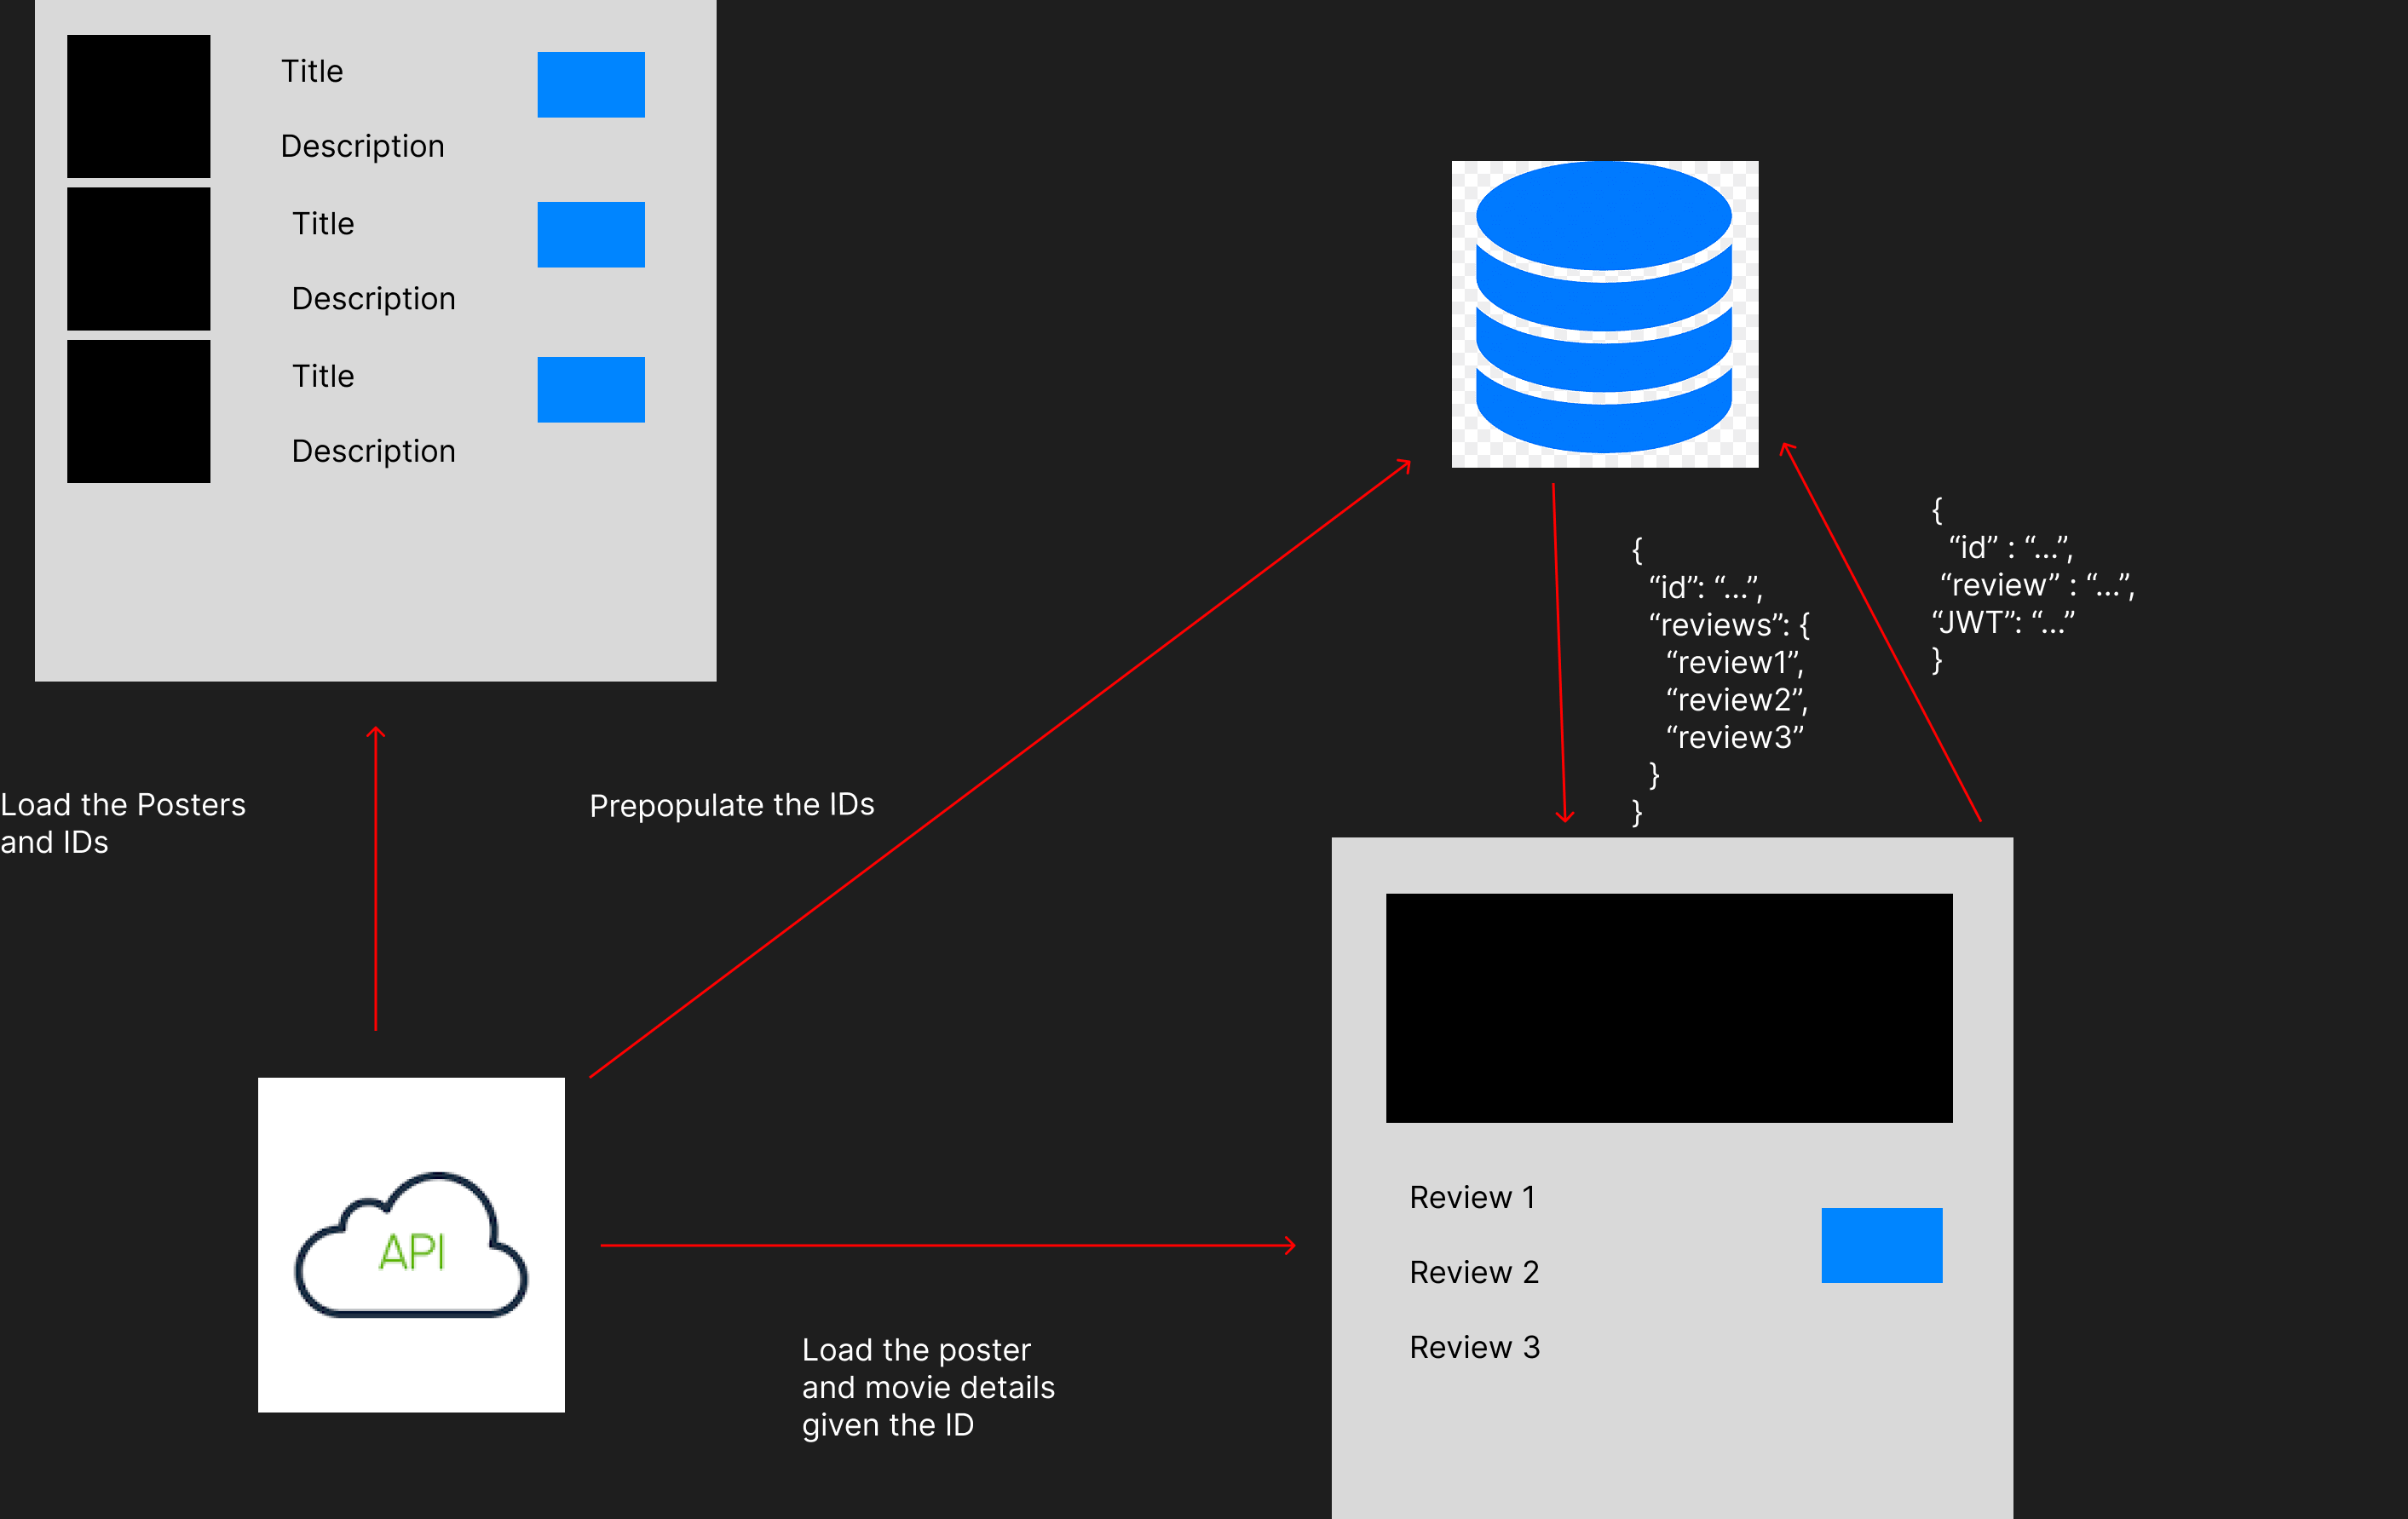 Title
Description
Title
Description
Title
Description
Load the Posters
and IDs
Prepopulate the IDs
{
“id”: “...”,
“reviews”: {
“review1”,
“review2”,
“review3”
}
}
{
“id” : “...”,
“review” : “...”,
“JWT”: “...”
}
API
Load the poster
and movie details
given the ID
Review 1
Review 2
Review 3